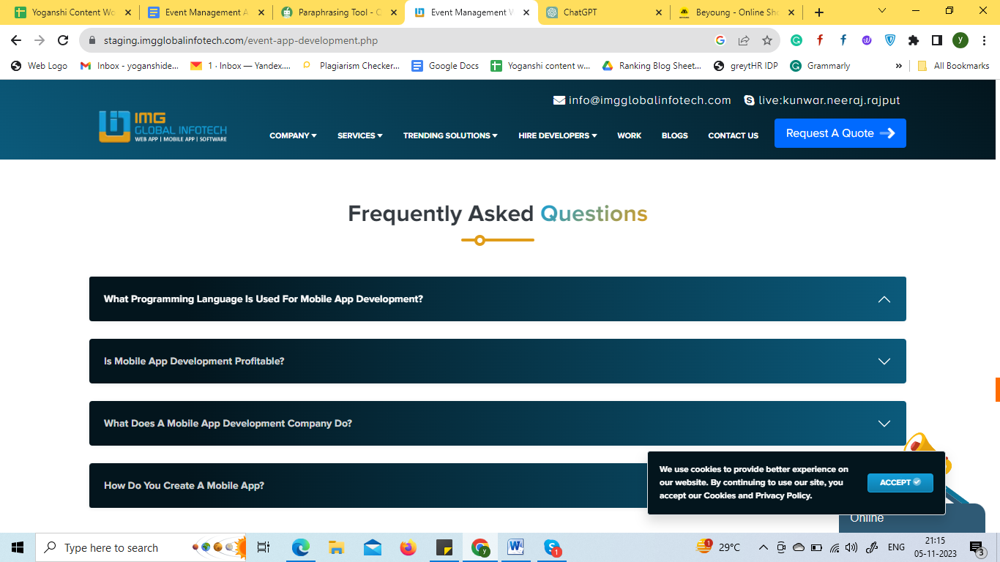 Yoganshi Content Wo
Event Management A
Paraphrasing Tool - Q
Event Management W
ChatGPT
Beyoung - Online Sho
staging.imgglobalinfotech.com/event-app-development.php
Web Logo
Inbox - yoganshide...
1 · Inbox — Yandex....
Plagiarism Checker...
Google Docs
Yoganshi content w...
Ranking Blog Sheet...
greytHR IDP
Grammarly
»
All Bookmarks
info@imgglobalinfotech.com
live:kunwar.neeraj.rajput
IMG
GLOBAL INFOTECH
WEB APP | MOBILE APP | SOFTWARE
COMPANY
SERVICES
TRENDING SOLUTIONS
HIRE DEVELOPERS
WORK
BLOGS
CONTACT US
Request A Quote
Frequently Asked Questions
What Programming Language Is Used For Mobile App Development?
Is Mobile App Development Profitable?
What Does A Mobile App Development Company Do?
How Do You Create A Mobile App?
We use cookies to provide better experience on
our website. By continuing to use our site, you
accept our Cookies and Privacy Policy.
ACCEPT
Online
Type here to search
29°C
ENG
21:15
05-11-2023
3